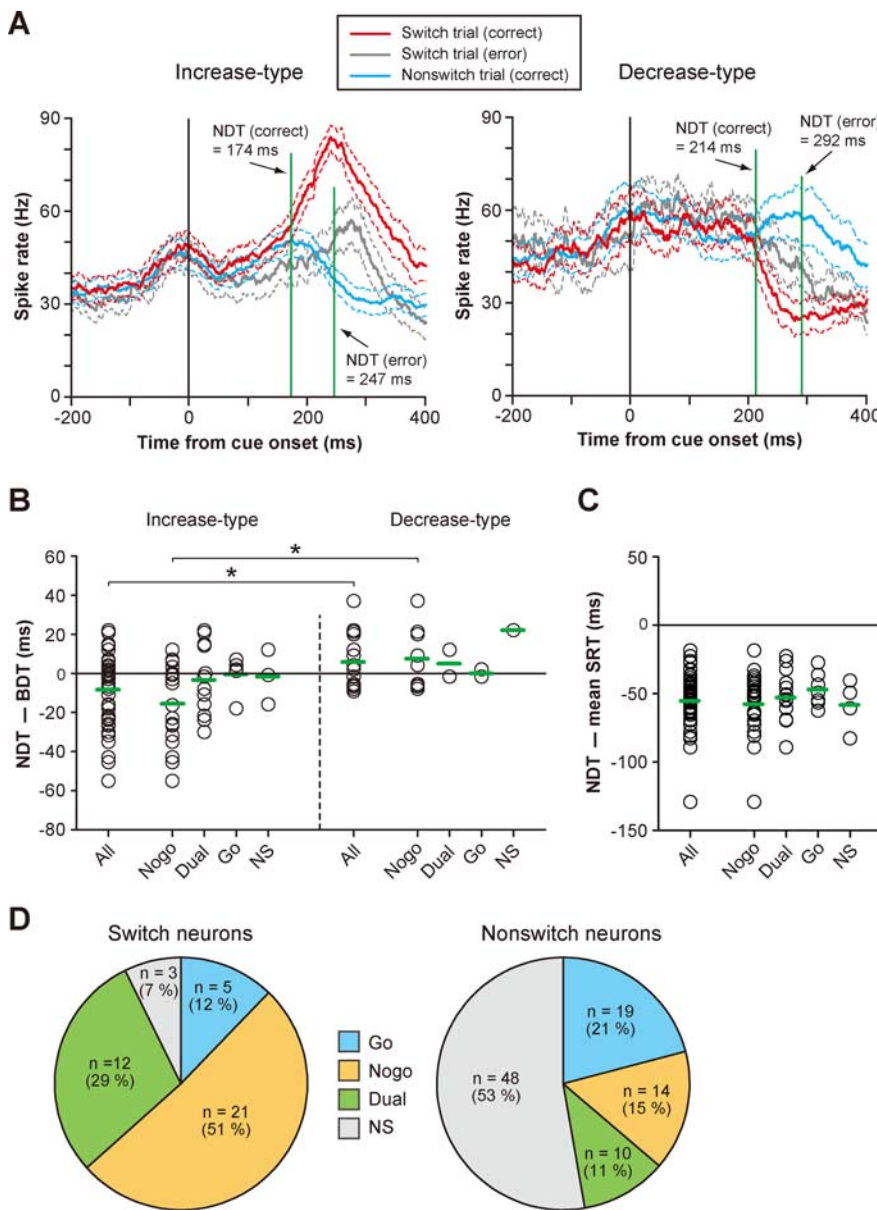 A
Switch trial (correct)
Switch trial (error)
Nonswitch trial (correct)
Increase-type
Decrease-type
90
60
30
0
Spike rate (Hz)
NDT (correct)
= 174 ms
NDT (error)
= 247 ms
-200
0
200
400
Time from cue onset (ms)
90
60
30
0
Spike rate (Hz)
NDT (correct)
= 214 ms
NDT (error)
= 292 ms
-200
0
200
400
Time from cue onset (ms)
B
Increase-type
Decrease-type
60
40
20
0
-20
-40
-60
-80
NDT — BDT (ms)
*
*
All
Nogo
Dual
Go
NS
All
Nogo
Dual
Go
NS
C
50
0
-50
-100
-150
NDT — mean SRT (ms)
All
Nogo
Dual
Go
NS
D
Switch neurons
n = 3
(7 %)
n = 5
(12 %)
n =12
(29 %)
n = 21
(51 %)
Go
Nogo
Dual
NS
Nonswitch neurons
n = 19
(21 %)
n = 48
(53 %)
n = 14
(15 %)
n = 10
(11 %)